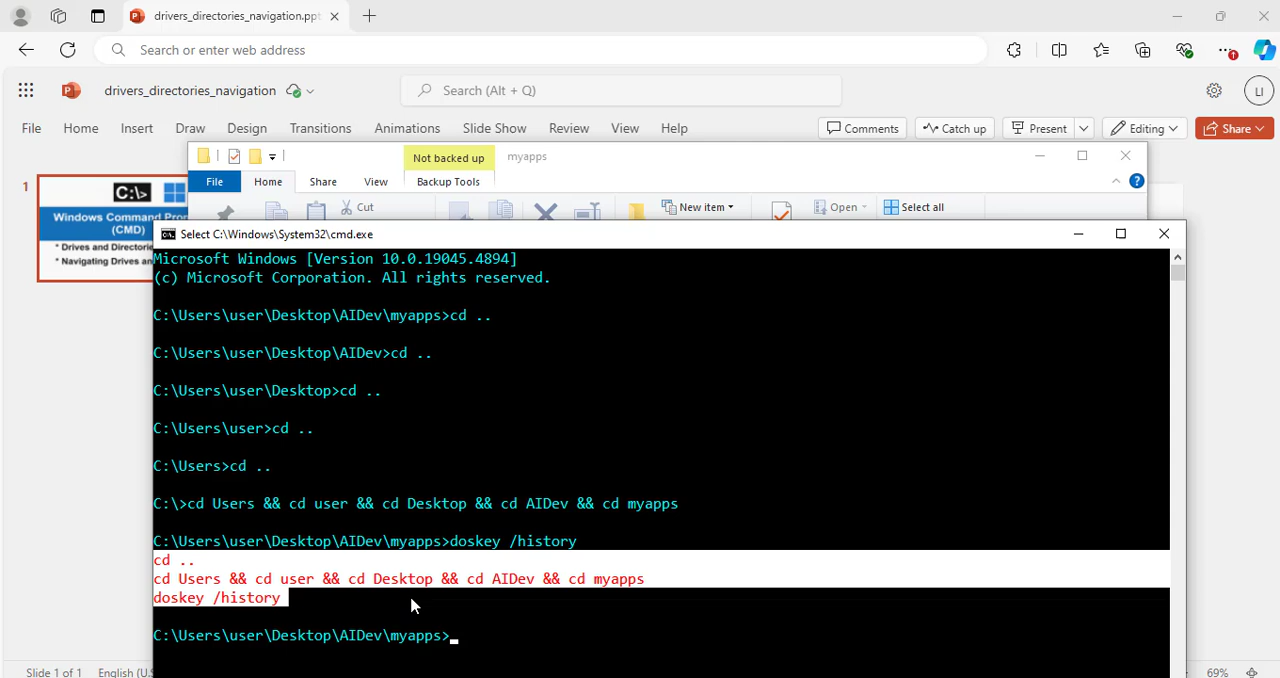 drivers_directories_navigation.ppt
Search or enter web address
drivers_directories_navigation
Search (Alt + Q)
LI
File Home Insert Draw Design Transitions Animations Slide Show Review View Help
Comments Catch up Present Editing Share
Not backed up myapps
File Home Share View Backup Tools
Cut New item Open Select all
1
C:\>
Windows Command Pro
(CMD)
* Drives and Directorie
* Navigating Drives an
Select C:\Windows\System32\cmd.exe
Microsoft Windows [Version 10.0.19045.4894]
(c) Microsoft Corporation. All rights reserved.
C:\Users\user\Desktop\AIDev\myapps>cd ..
C:\Users\user\Desktop\AIDev>cd ..
C:\Users\user\Desktop>cd ..
C:\Users\user>cd ..
C:\Users>cd ..
C:\>cd Users && cd user && cd Desktop && cd AIDev && cd myapps
C:\Users\user\Desktop\AIDev\myapps>doskey /history
cd ..
cd Users && cd user && cd Desktop && cd AIDev && cd myapps
doskey /history
C:\Users\user\Desktop\AIDev\myapps>
Slide 1 of 1 English (U.S 69%